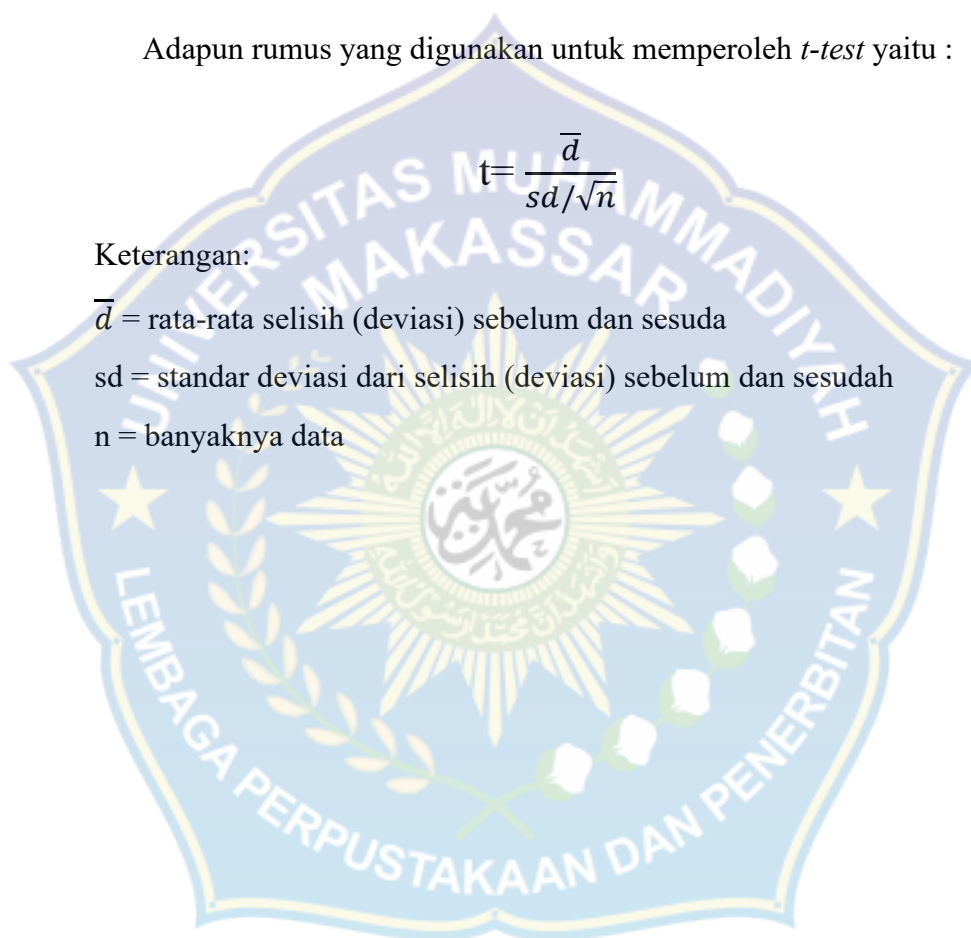 Adapun rumus yang digunakan untuk memperoleh t-test yaitu :
t= d̅ / sd/√n
Keterangan:
d̅ = rata-rata selisih (deviasi) sebelum dan sesuda
sd = standar deviasi dari selisih (deviasi) sebelum dan sesudah
n = banyaknya data
UNIVERSITAS MUHAMMADIYAH
MAKASSAR
LEMBAGA PERPUSTAKAAN DAN PENERBITAN